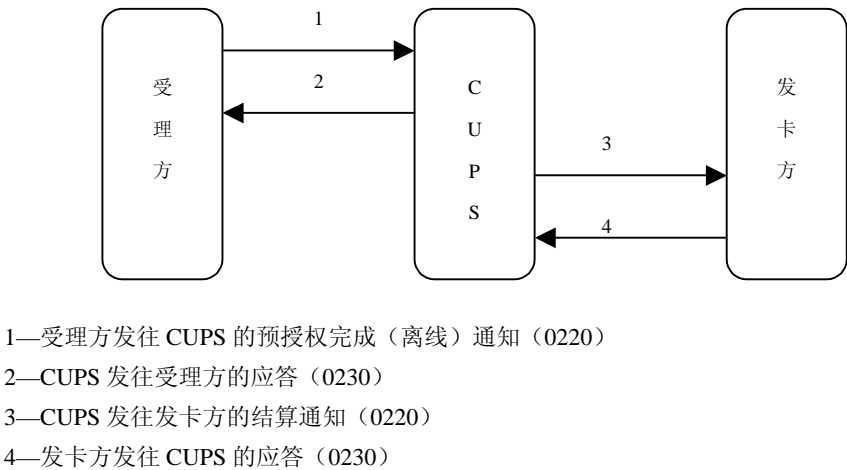 1
2
3
4
受
理
方
C
U
P
S
发
卡
方
1—受理方发往 CUPS 的预授权完成（离线）通知（0220）
2—CUPS 发往受理方的应答（0230）
3—CUPS 发往发卡方的结算通知（0220）
4—发卡方发往 CUPS 的应答（0230）